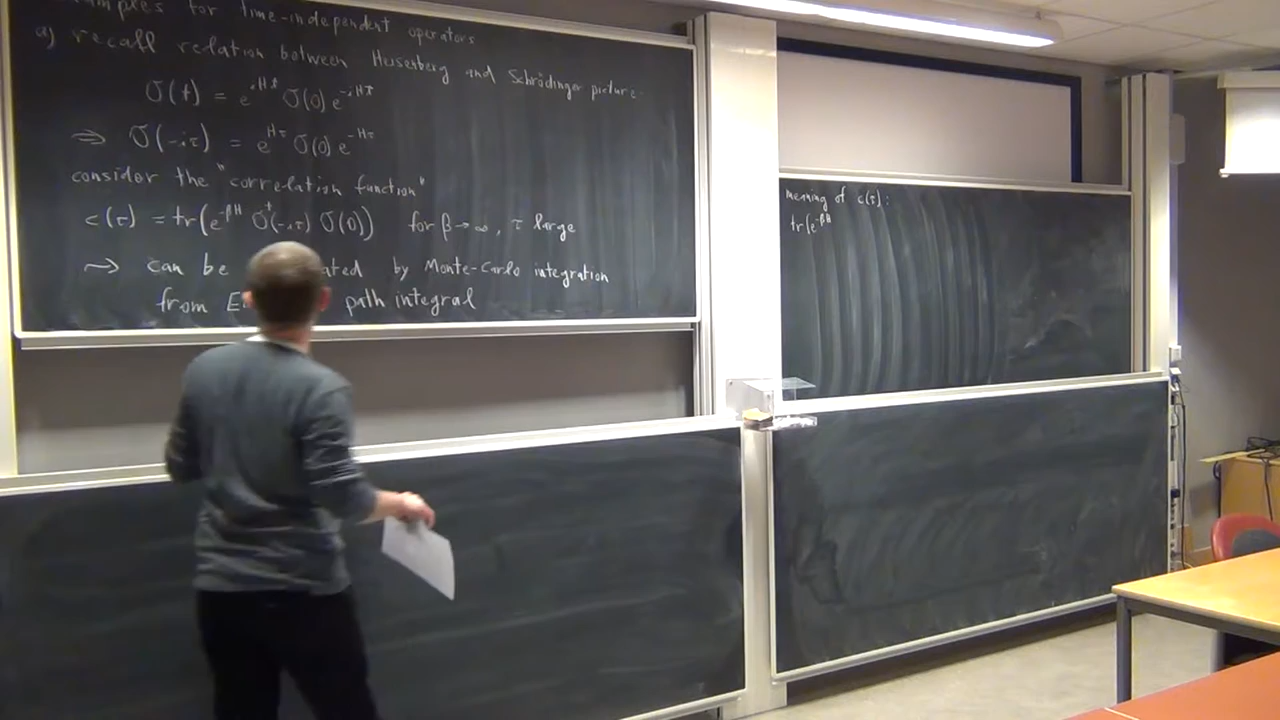 for time-independent operators
a) recall relation between Heisenberg and Schrödinger picture
O(t) = e^{iHt} O(0) e^{-iHt}
⇒ O(-iτ) = e^{Hτ} O(0) e^{-Hτ}
consider the "correlation function"
c(τ) = tr(e^{-βH} O†(-iτ) O(0)) for β→∞, τ large
⇝ can be by Monte-Carlo integration
from path integral
meaning of c(τ):
tr(e^{-βH}